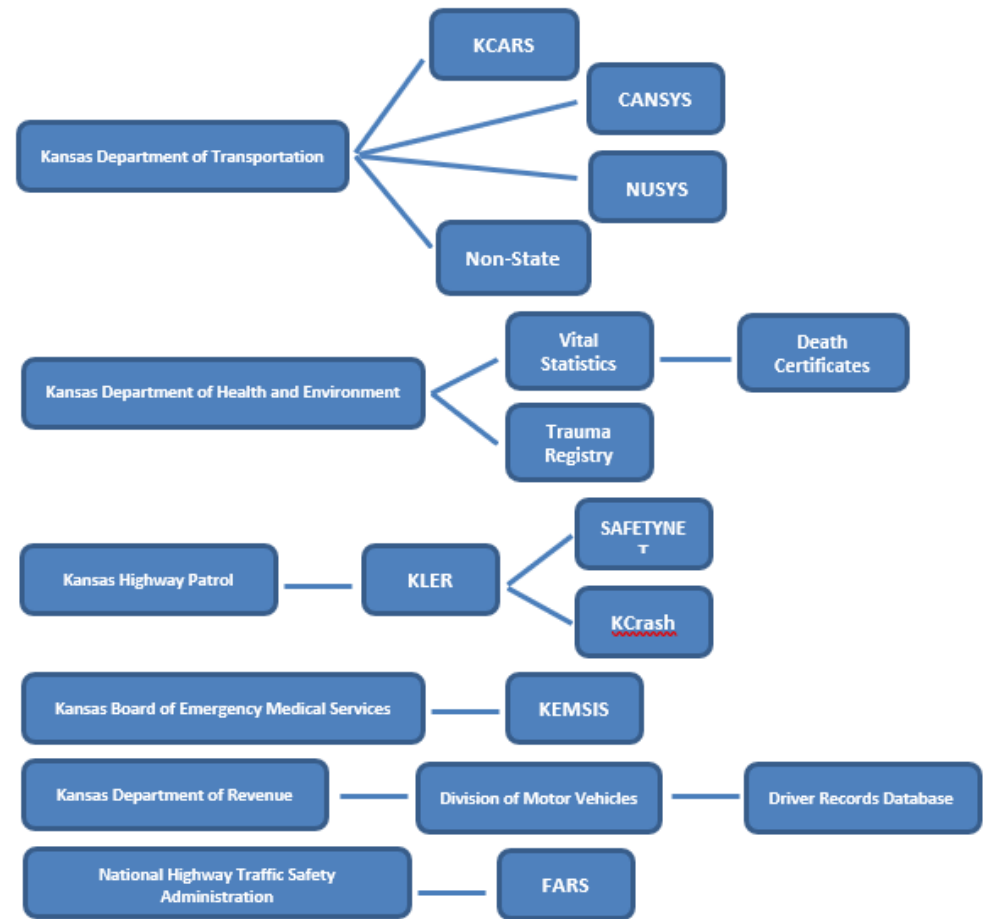 KCARS
CANSYS
Kansas Department of Transportation
NUSYS
Non-State
Vital
Statistics
Death
Certificates
Kansas Department of Health and Environment
Trauma
Registry
SAFETYNE
T
Kansas Highway Patrol
KLER
KCrash
Kansas Board of Emergency Medical Services
KEMSIS
Kansas Department of Revenue
Division of Motor Vehicles
Driver Records Database
National Highway Traffic Safety
Administration
FARS